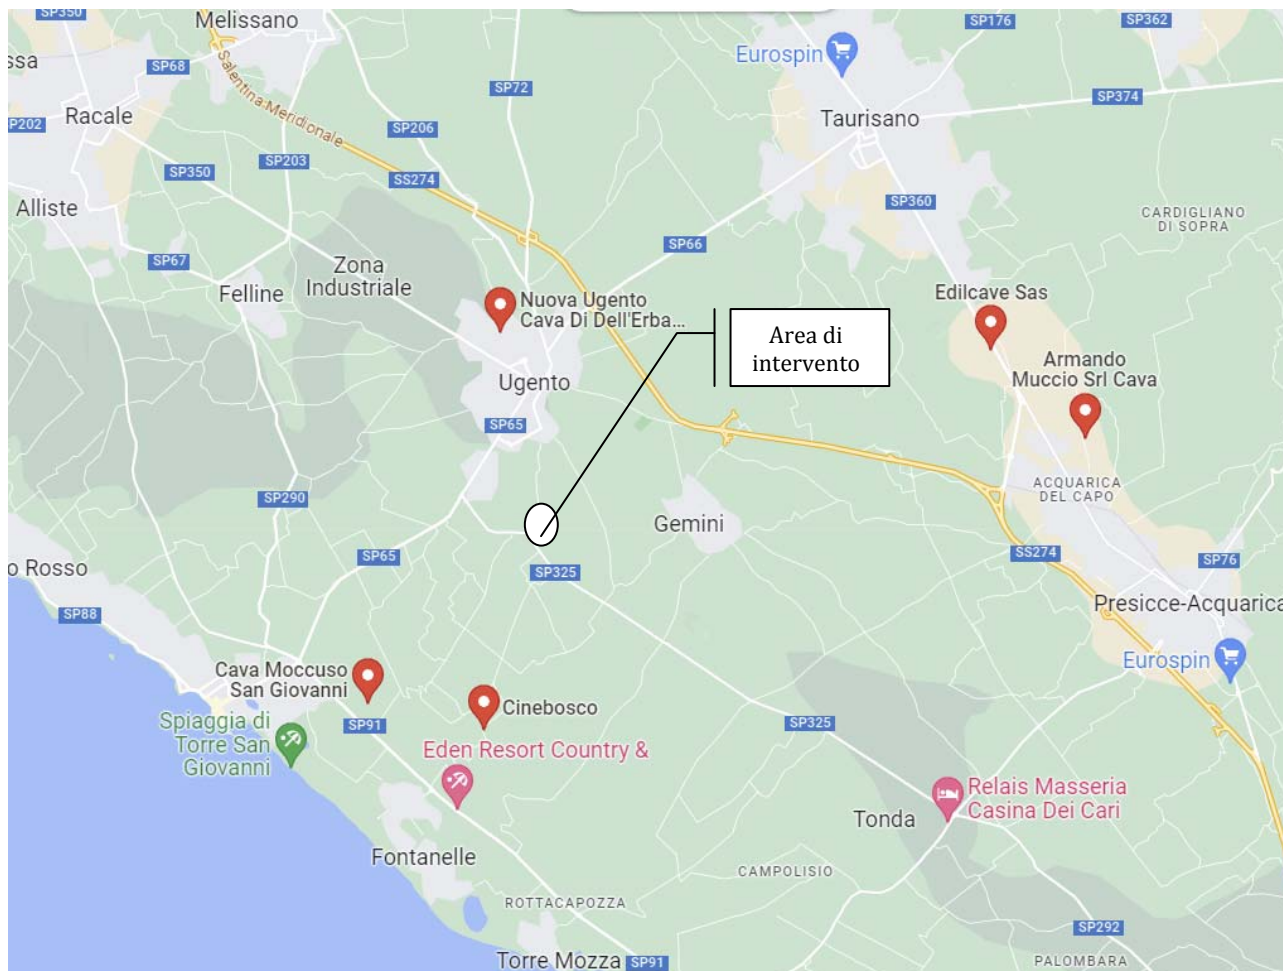 SP350
Melissano
SP176
SP362
Eurospin
ssa
SP68
SP72
SP374
Salentina Meridionale
Racale
Taurisano
P202
SP206
SP203
SP350
SS274
SP360
Alliste
CARDIGLIANO
DI SOPRA
SP66
SP67
Zona
Industriale
Felline
Edilcave Sas
Nuova Ugento
Cava Di Dell'Erba...
Area di
intervento
Armando
Muccio Srl Cava
Ugento
SP65
ACQUARICA
DEL CAPO
SP290
Gemini
SP65
SS274
SP76
o Rosso
SP325
Presicce-Acquarica
SP88
Eurospin
Cava Moccuso
San Giovanni
Cinebosco
SP91
SP325
Spiaggia di
Torre San
Giovanni
Eden Resort Country &
Relais Masseria
Casina Dei Cari
Tonda
Fontanelle
CAMPOLISIO
ROTTACAPOZZA
SP292
Torre Mozza
SP91
PALOMBARA